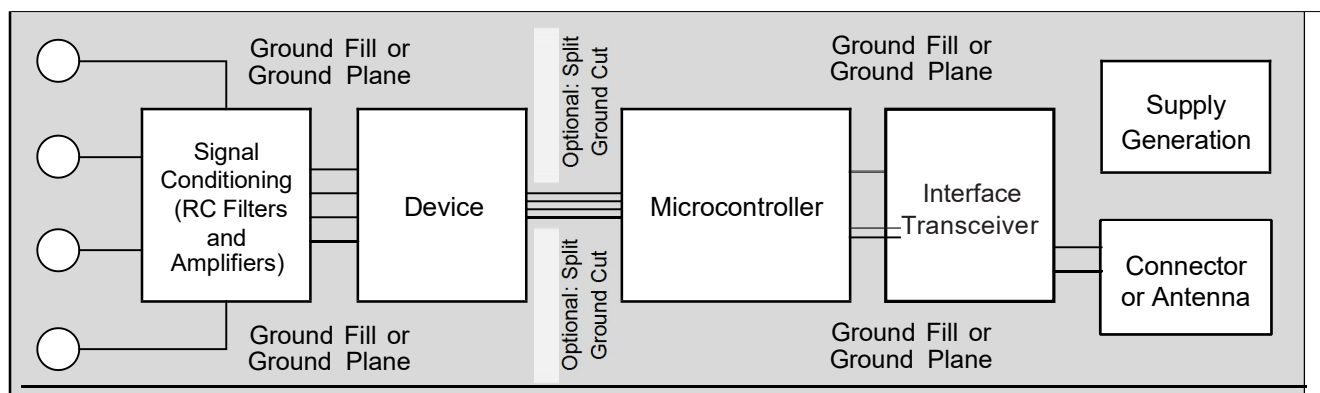 Ground Fill or
Ground Plane
Optional: Split
Ground Cut
Ground Fill or
Ground Plane
Supply
Generation
Signal
Conditioning
(RC Filters
and
Amplifiers)
Device
Microcontroller
Interface
Transceiver
Connector
or Antenna
Ground Fill or
Ground Plane
Optional: Split
Ground Cut
Ground Fill or
Ground Plane